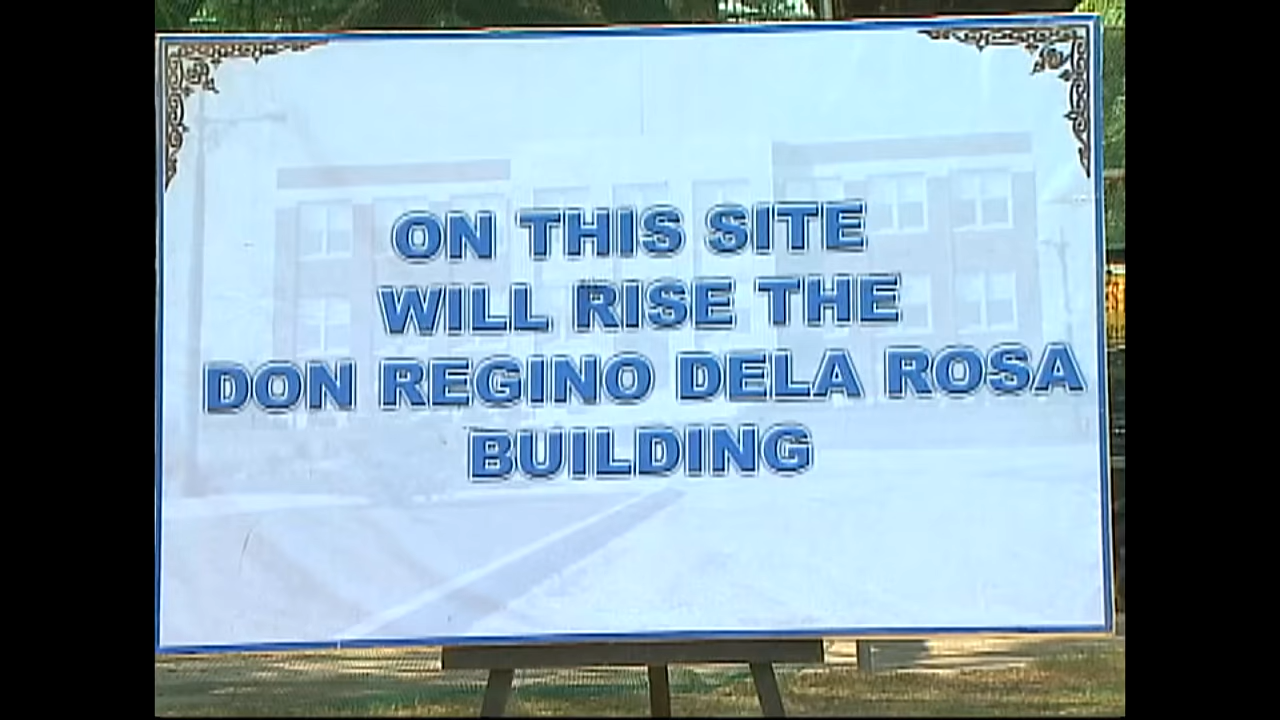 ON THIS SITE
WILL RISE THE
DON REGINO DELA ROSA
BUILDING